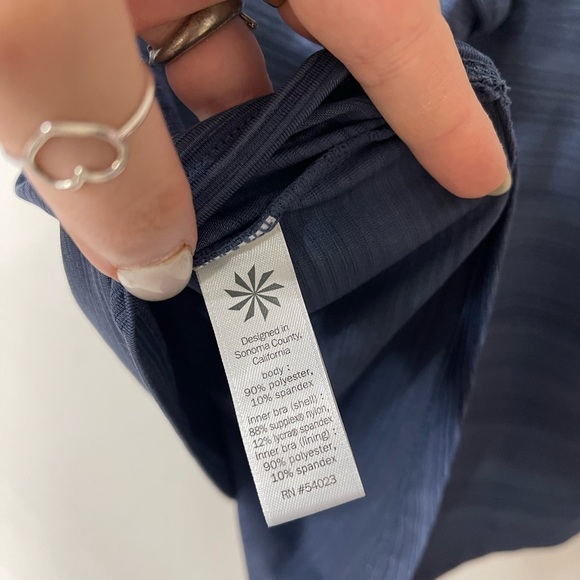 Designed in
Sonoma County,
California
body :
90% polyester,
10% spandex
inner bra (shell) :
88% supplex® nylon,
12% lycra® spandex
inner bra (lining) :
90% polyester,
10% spandex
RN #54023